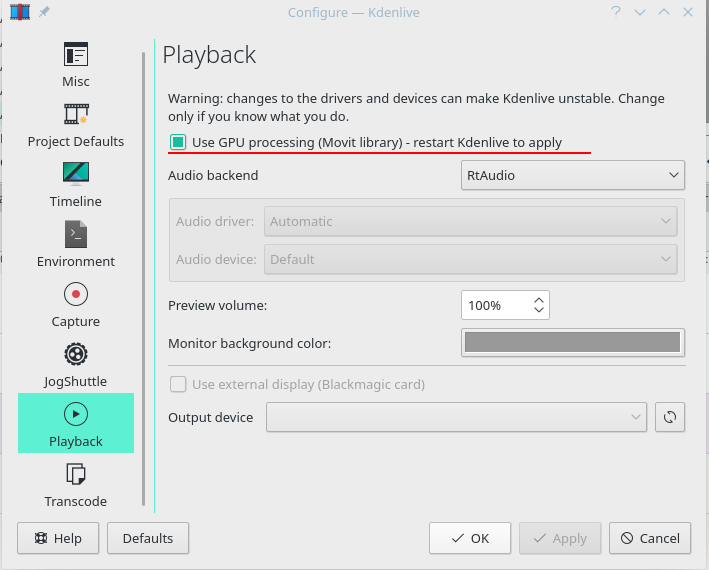 Configure — Kdenlive
Misc
Project Defaults
Timeline
Environment
Capture
JogShuttle
Playback
Transcode
Playback
Warning: changes to the drivers and devices can make Kdenlive unstable. Change
only if you know what you do.
Use GPU processing (Movit library) - restart Kdenlive to apply
Audio backend RtAudio
Audio driver: Automatic
Audio device: Default
Preview volume: 100%
Monitor background color:
Use external display (Blackmagic card)
Output device
Help Defaults OK Apply Cancel